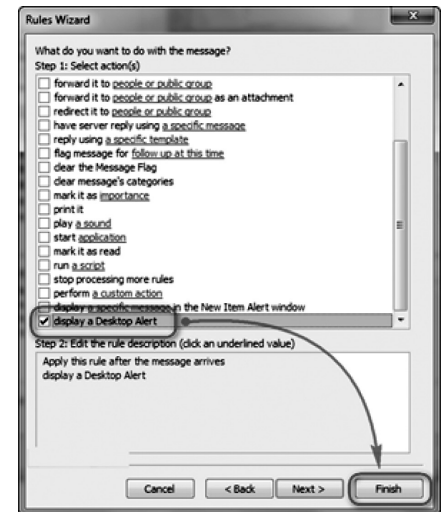 Rules Wizard
What do you want to do with the message?
Step 1: Select action(s)
forward it to people or public group
forward it to people or public group as an attachment
redirect it to people or public group
have server reply using a specific message
reply using a specific template
flag message for follow up at this time
clear the Message Flag
clear message's categories
mark it as importance
print it
play a sound
start application
mark it as read
run a script
stop processing more rules
perform a custom action
display a specific message in the New Item Alert window
display a Desktop Alert
Step 2: Edit the rule description (click an underlined value)
Apply this rule after the message arrives
display a Desktop Alert
Cancel < Back Next > Finish